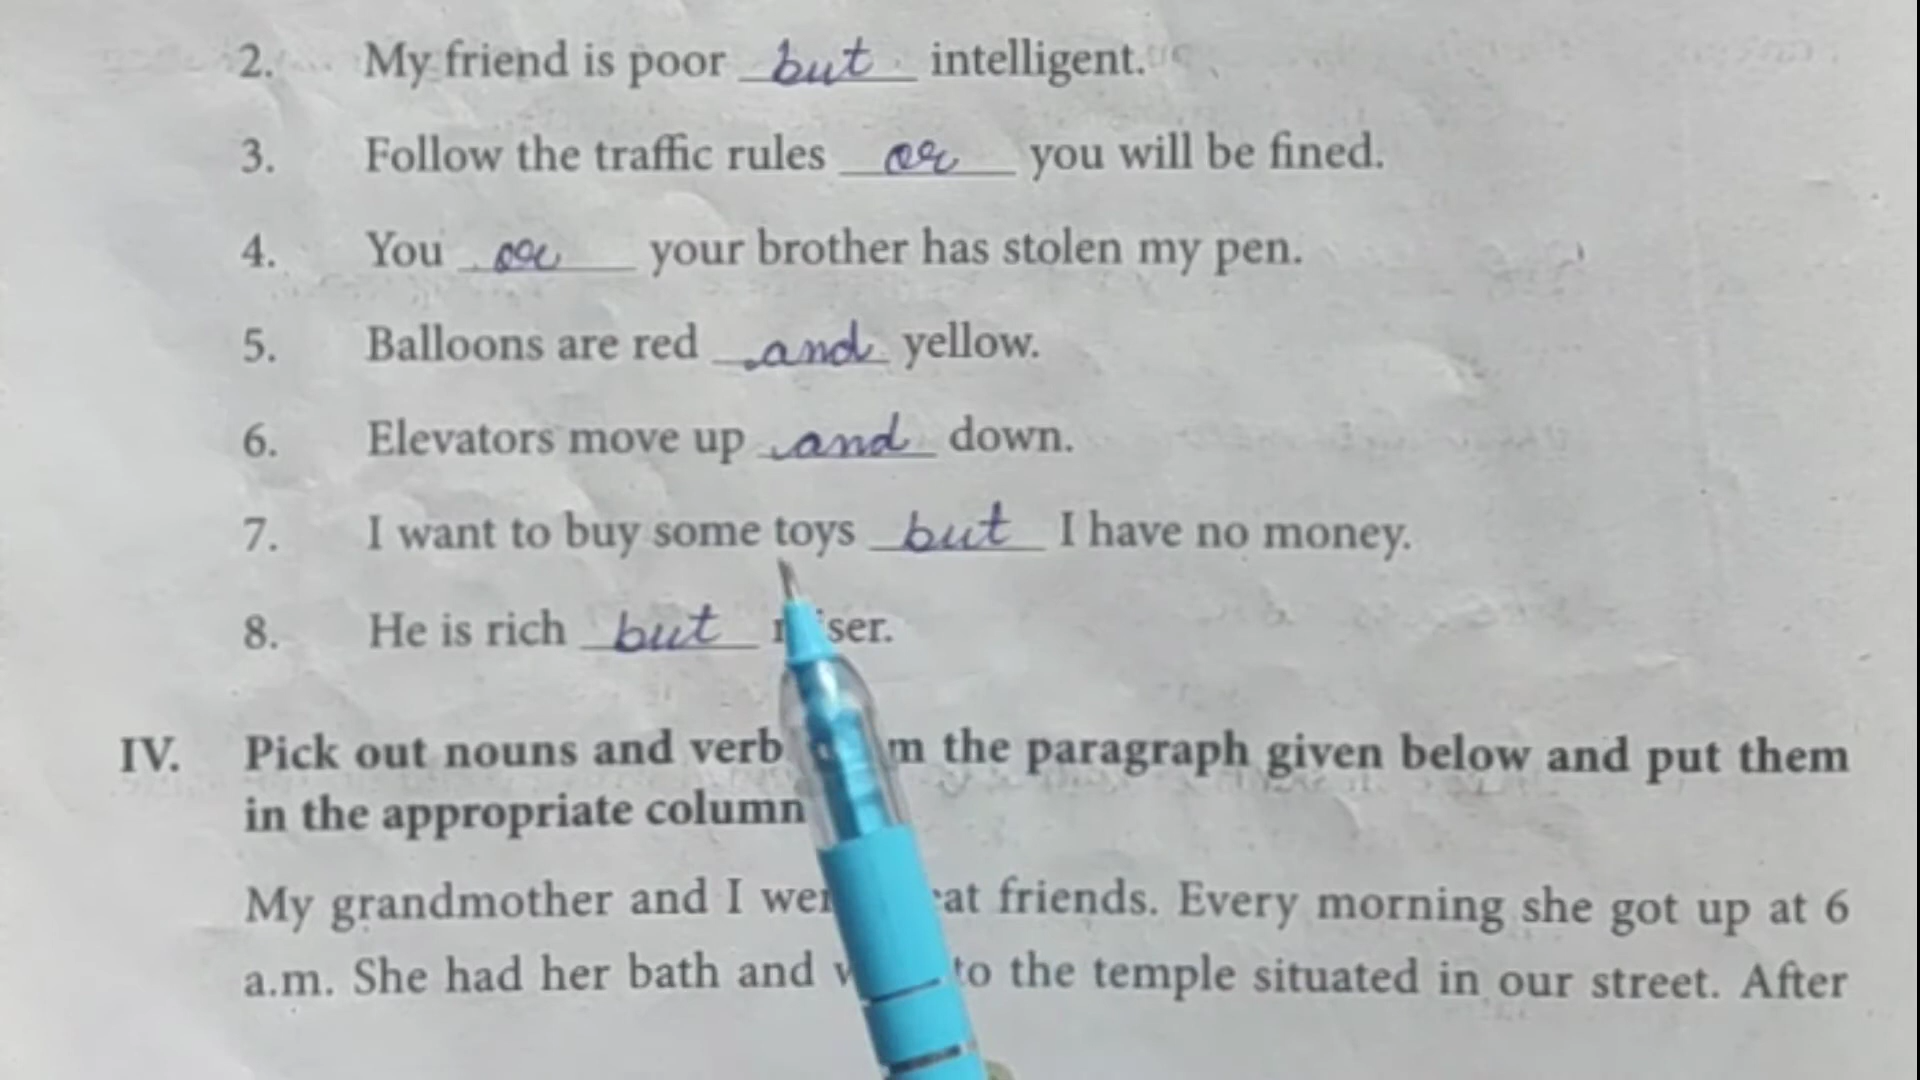 2. My friend is poor but intelligent.
3. Follow the traffic rules or you will be fined.
4. You or your brother has stolen my pen.
5. Balloons are red and yellow.
6. Elevators move up and down.
7. I want to buy some toys but I have no money.
8. He is rich but
IV. Pick out nouns and the paragraph given below and put them
in the appropriate column
My grandmother and I friends. Every morning she got up at 6
a.m. She had her bath and to the temple situated in our street. After